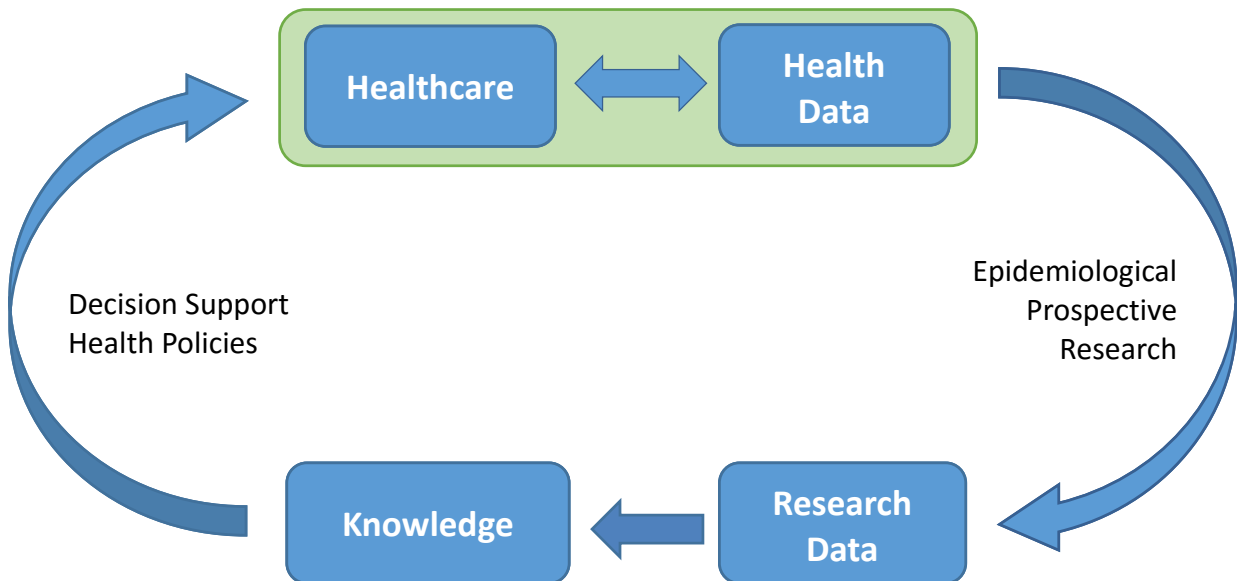 Healthcare
Health
Data
Decision Support
Health Policies
Epidemiological
Prospective
Research
Knowledge
Research
Data